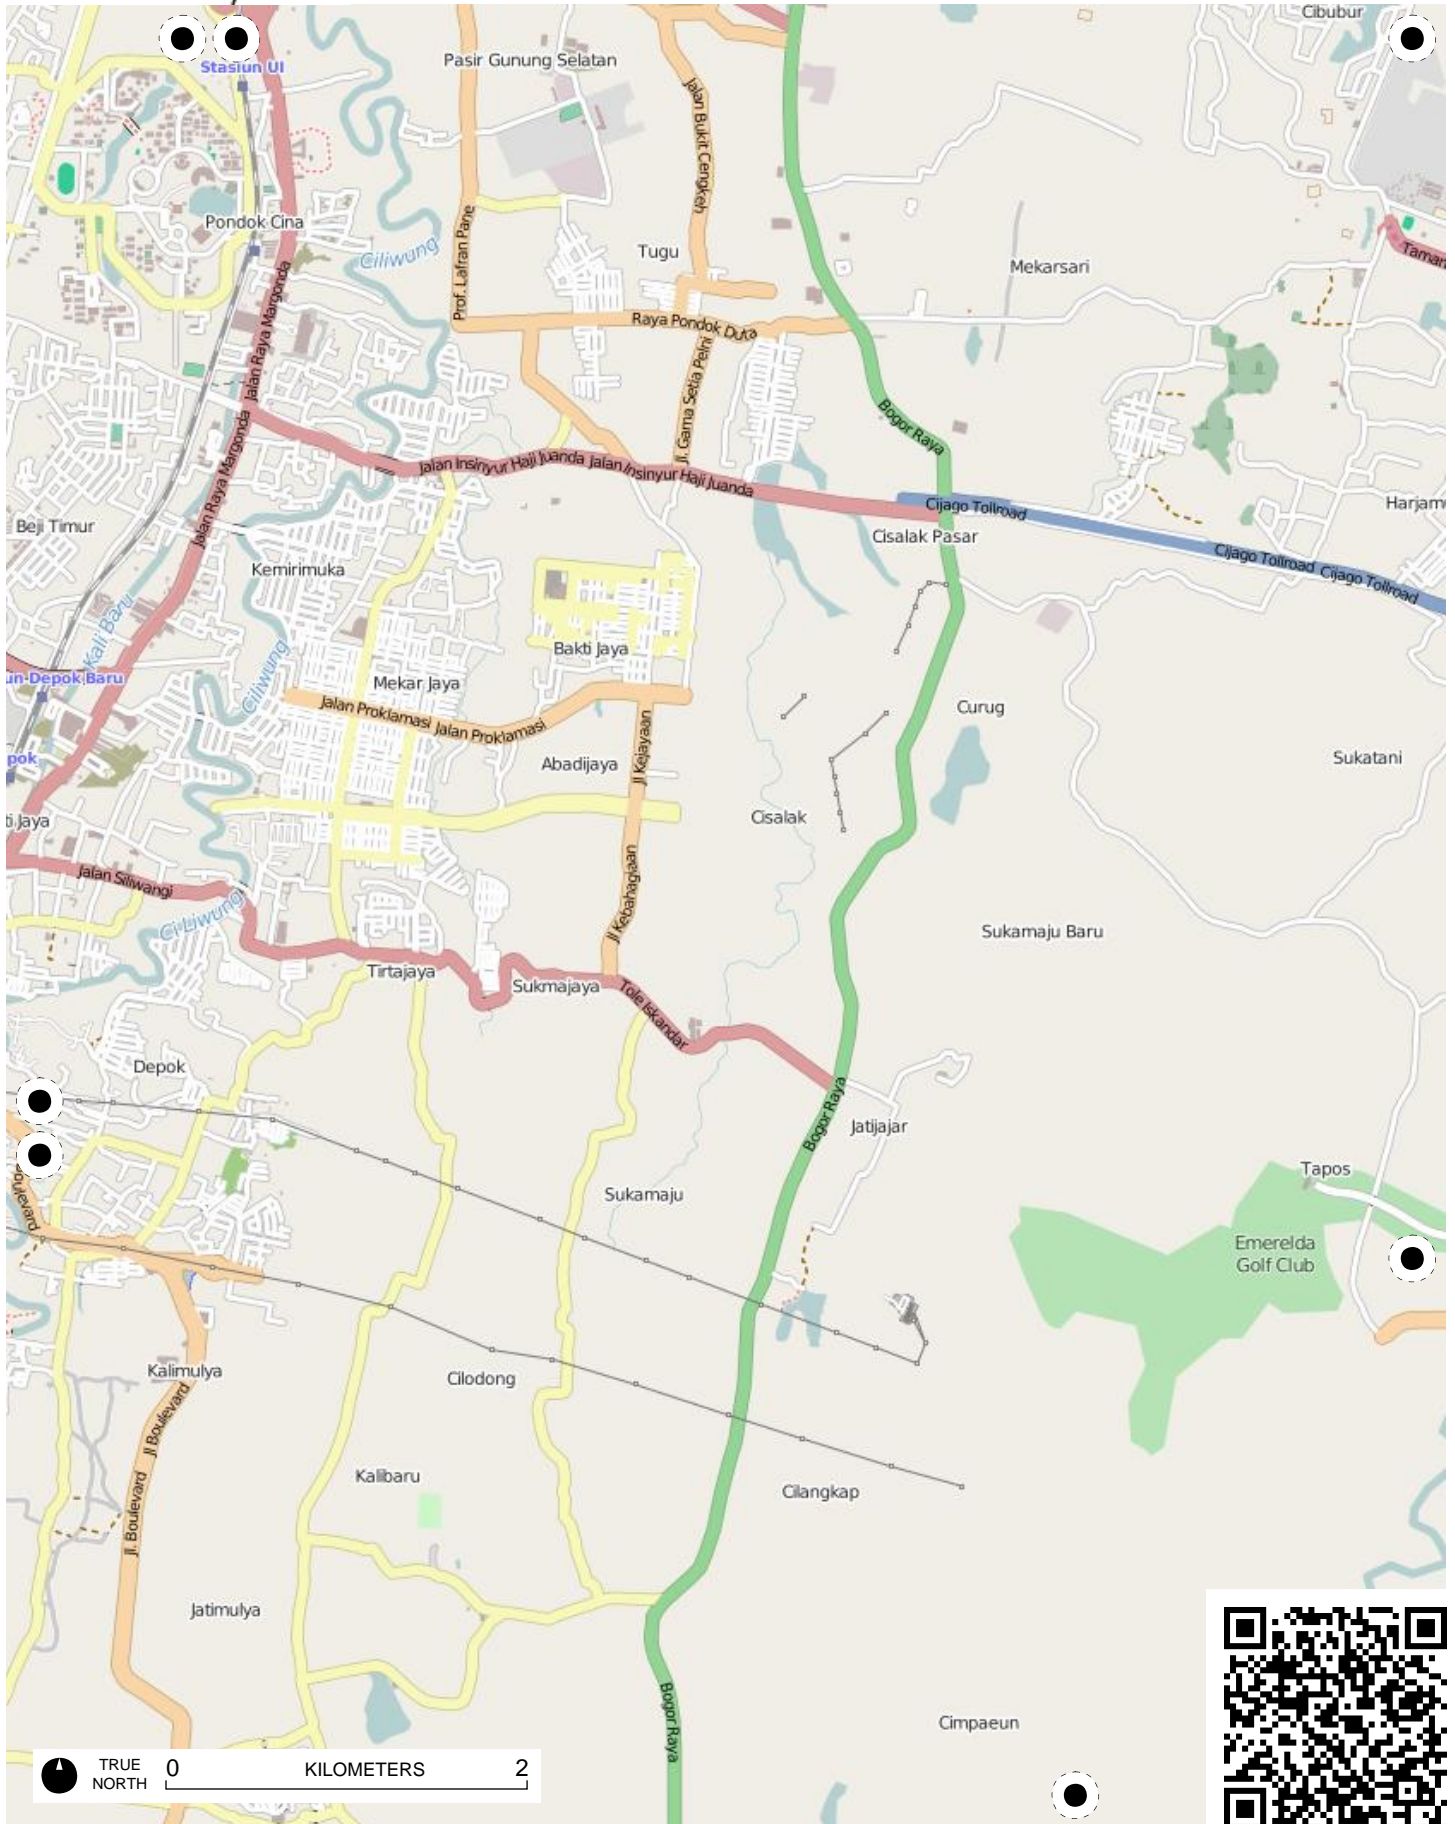 Cibubur
Pasir Gunung Selatan
Stasiun UI
Jalan Bukit Cengkeh
Pondok Cina
Ciliwung
Prof. Lafran Pane
Tugu
Mekarsari
Taman
Jalan Raya Margonda
Raya Pondok Duta
Jl. Gama Setia Pelni
Bogor Raya
Jalan Raya Margonda
Jalan Insinyur Haji Juanda
Jalan Insinyur Haji Juanda
Cijago Tollroad
Harjam
Beji Timur
Cisalak Pasar
Cijago Tollroad
Cijago Tollroad
Kemirimuka
Kali Baru
Ciliwung
Bakti Jaya
un Depok Baru
Mekar Jaya
Jalan Proklamasi
Jalan Proklamasi
Curug
Jl Kejayaan
pok
Abadijaya
Sukatani
ti Jaya
Cisalak
Jalan Siliwangi
Jl Kebahagiaan
Ci Liwung
Sukamaju Baru
Tirtajaya
Sukmajaya
Tole Iskandar
Depok
Bogor Raya
Jatijajar
Tapos
oulevard
Sukamaju
Emerelda
Golf Club
Kalimulya
Cilodong
Jl Boulevard
Kalibaru
Cilangkap
Jl. Boulevard
Jatimulya
Bogor Raya
Cimpaeun
TRUE
NORTH
0 KILOMETERS 2